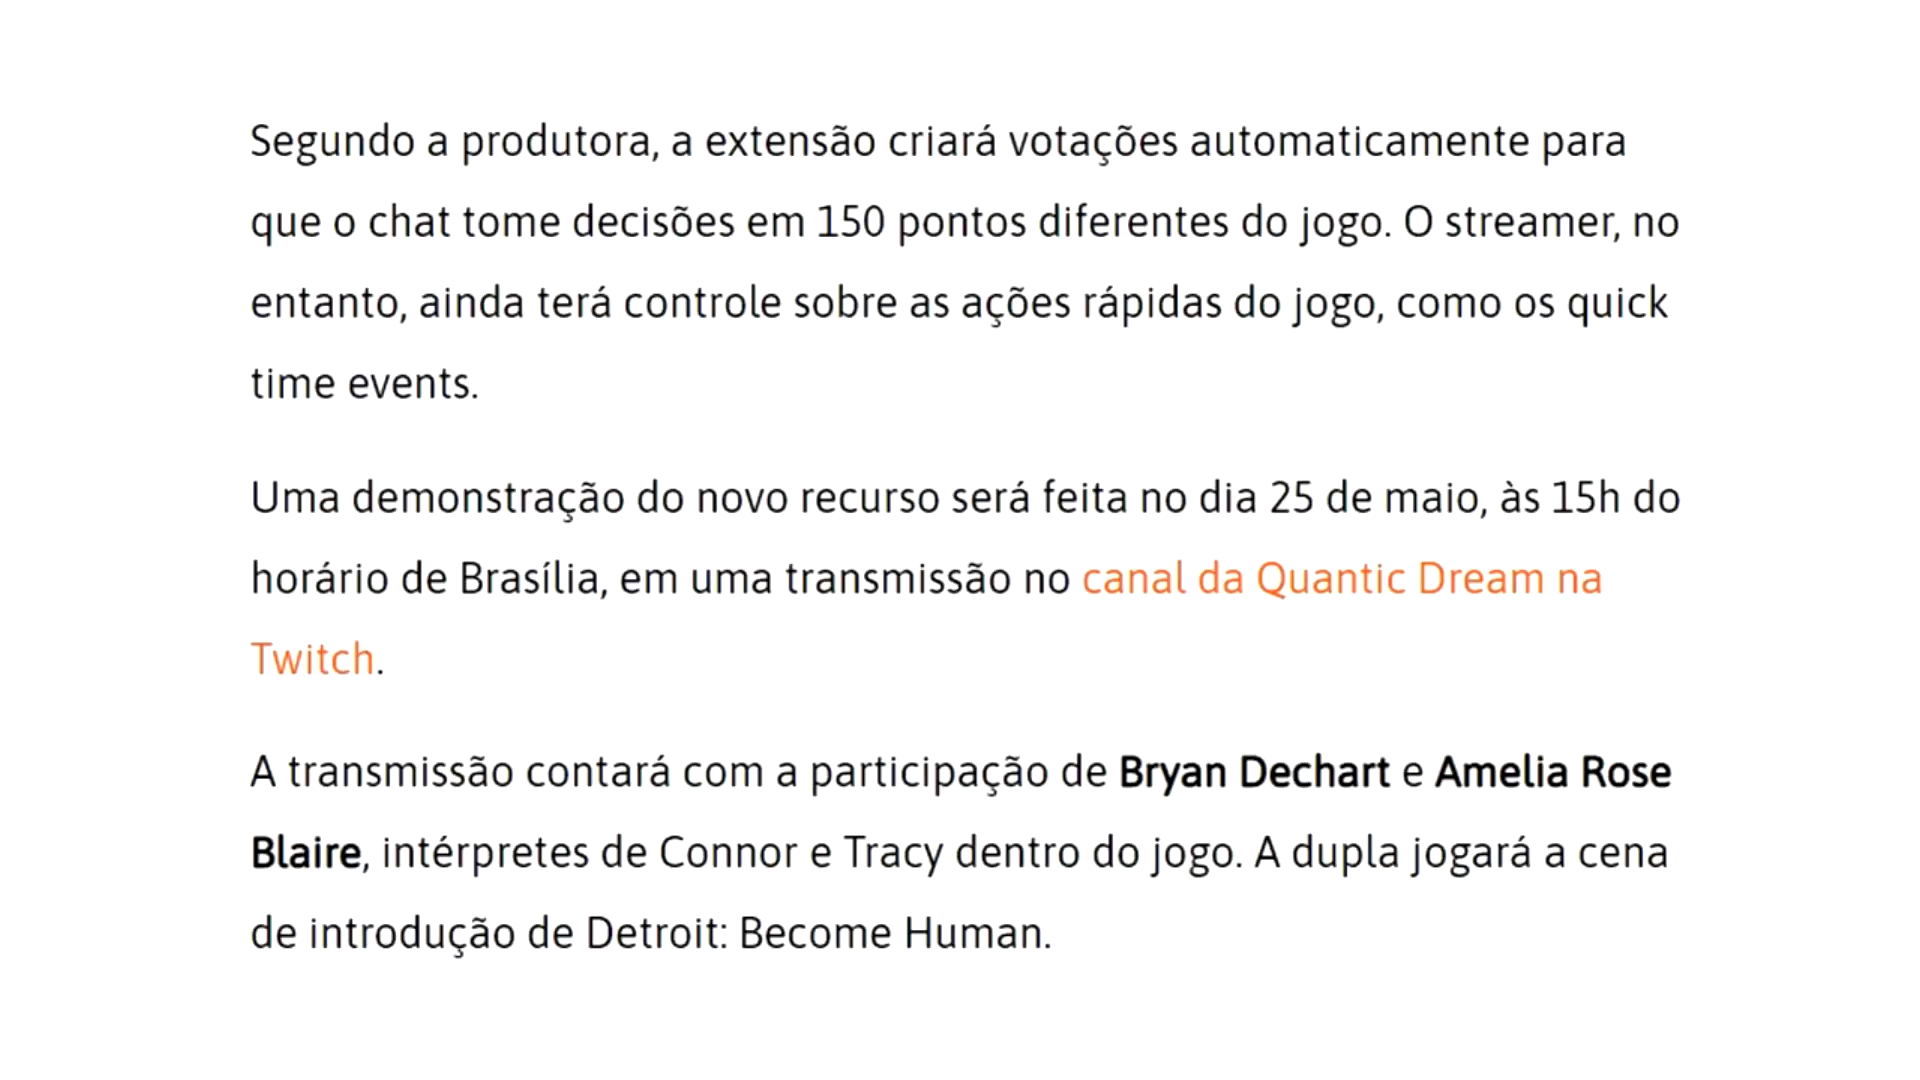 Segundo a produtora, a extensão criará votações automaticamente para
que o chat tome decisões em 150 pontos diferentes do jogo. O streamer, no
entanto, ainda terá controle sobre as ações rápidas do jogo, como os quick
time events.
Uma demonstração do novo recurso será feita no dia 25 de maio, às 15h do
horário de Brasília, em uma transmissão no canal da Quantic Dream na
Twitch.
A transmissão contará com a participação de Bryan Dechart e Amelia Rose
Blaire, intérpretes de Connor e Tracy dentro do jogo. A dupla jogará a cena
de introdução de Detroit: Become Human.